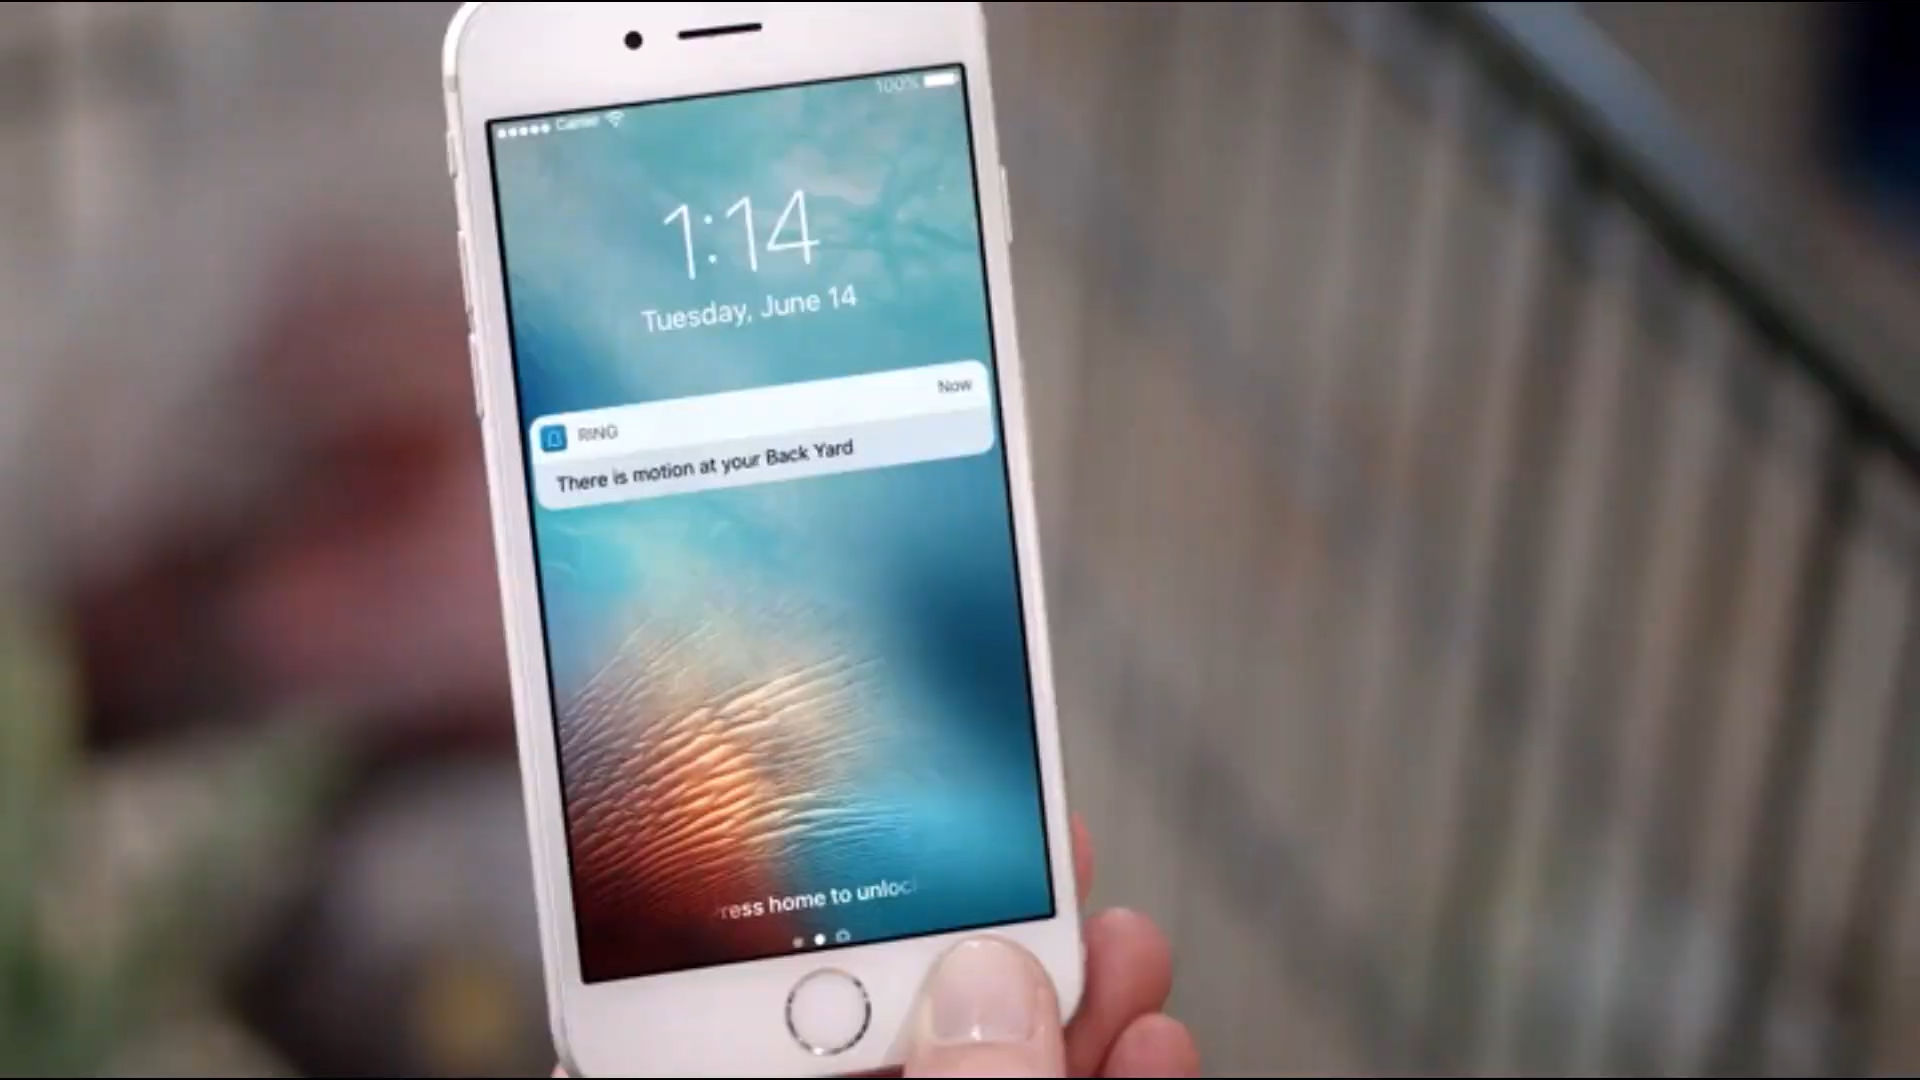 100%
Carrier
1:14
Tuesday, June 14
RING
Now
There is motion at your Back Yard
ress home to unloc